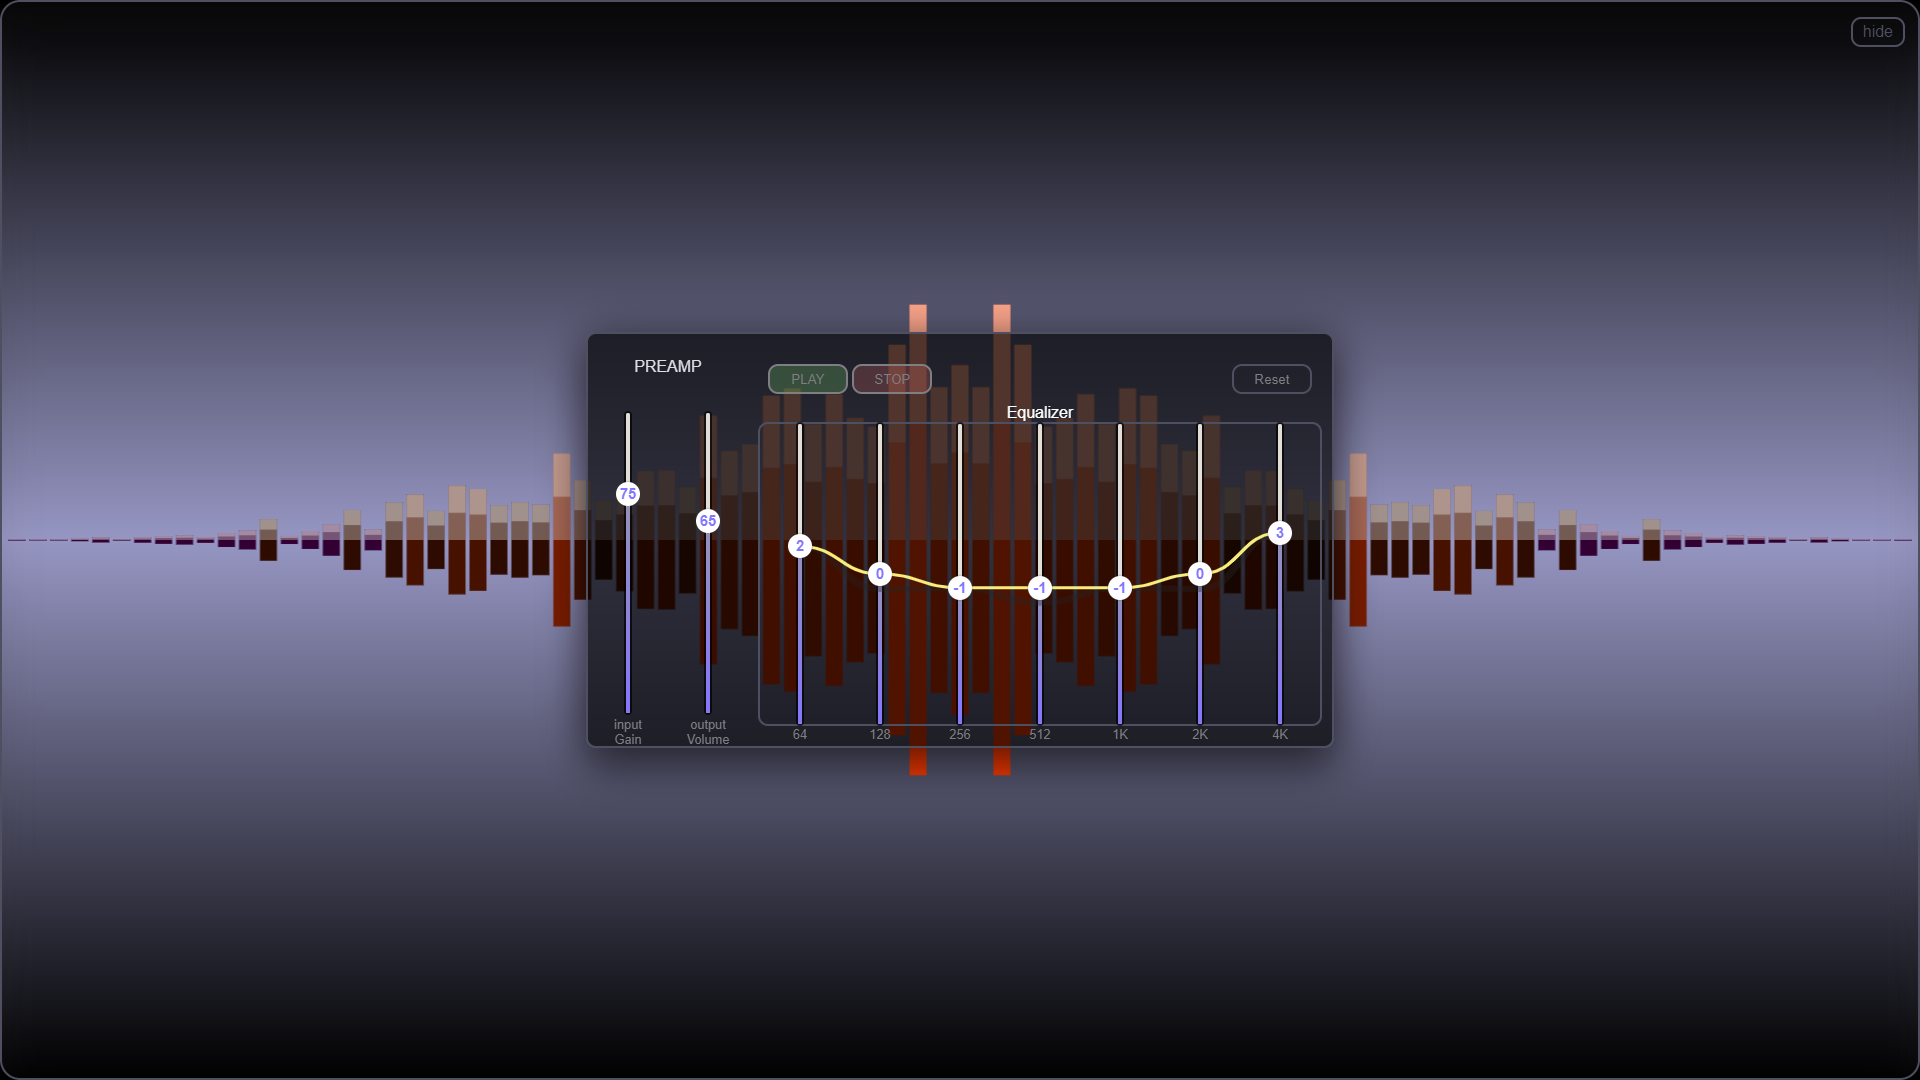 hide
PREAMP
PLAY STOP Reset
Equalizer
75
65
2 0 -1 -1 -1 0 3
input Gain
output Volume
64 128 256 512 1K 2K 4K